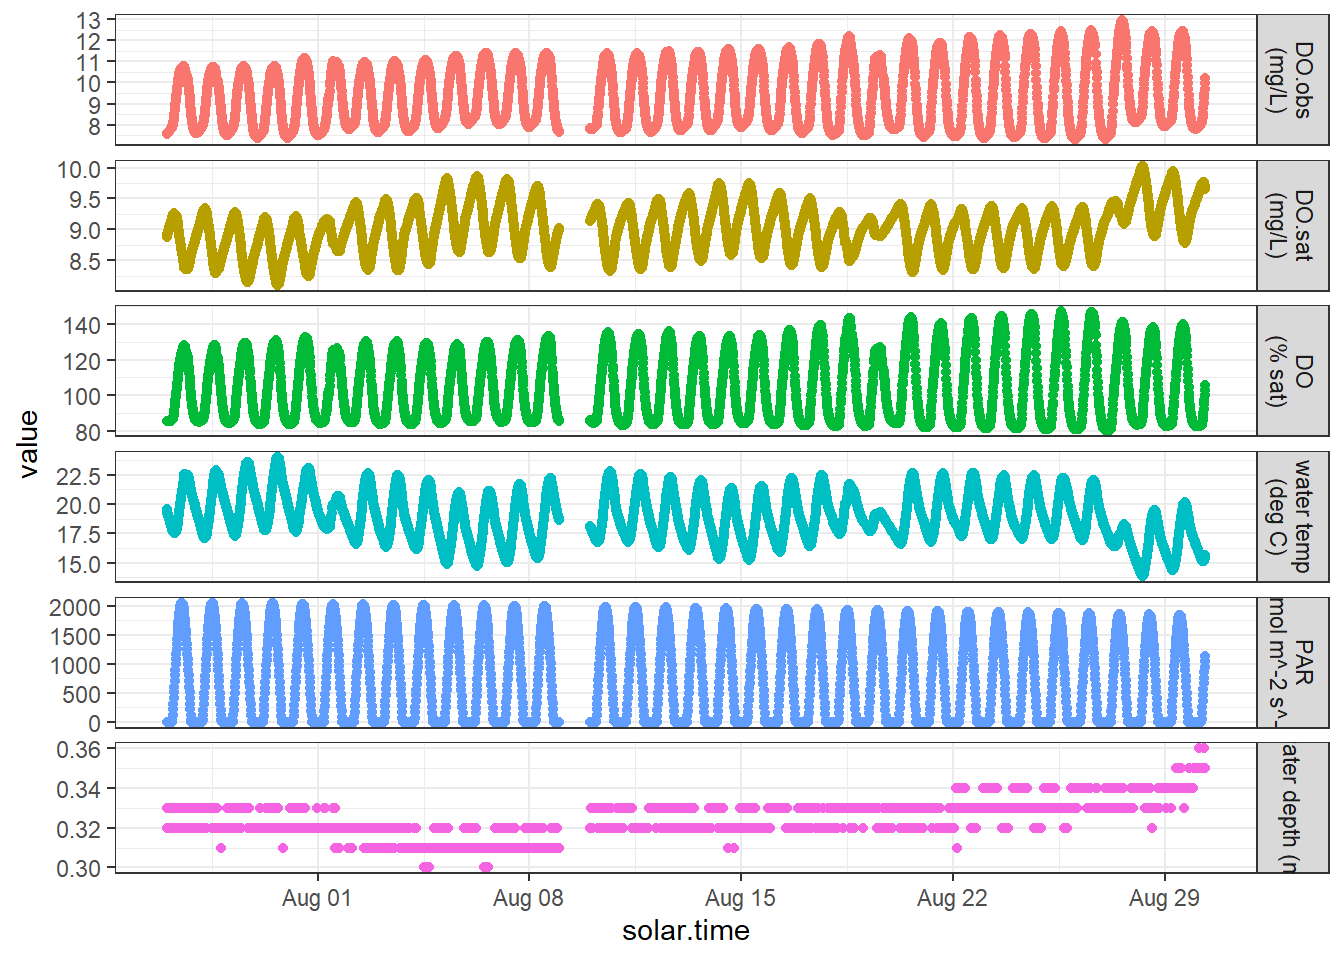 13
12
11
10
9
8
DO.obs
(mg/L)
10.0
9.5
9.0
8.5
DO.sat
(mg/L)
140
120
100
80
DO
(% sat)
22.5
20.0
17.5
15.0
water temp
(deg C)
2000
1500
1000
500
0
PAR
mol m^-2 s^-
0.36
0.34
0.32
0.30
ater depth (
value
Aug 01
Aug 08
Aug 15
Aug 22
Aug 29
solar.time